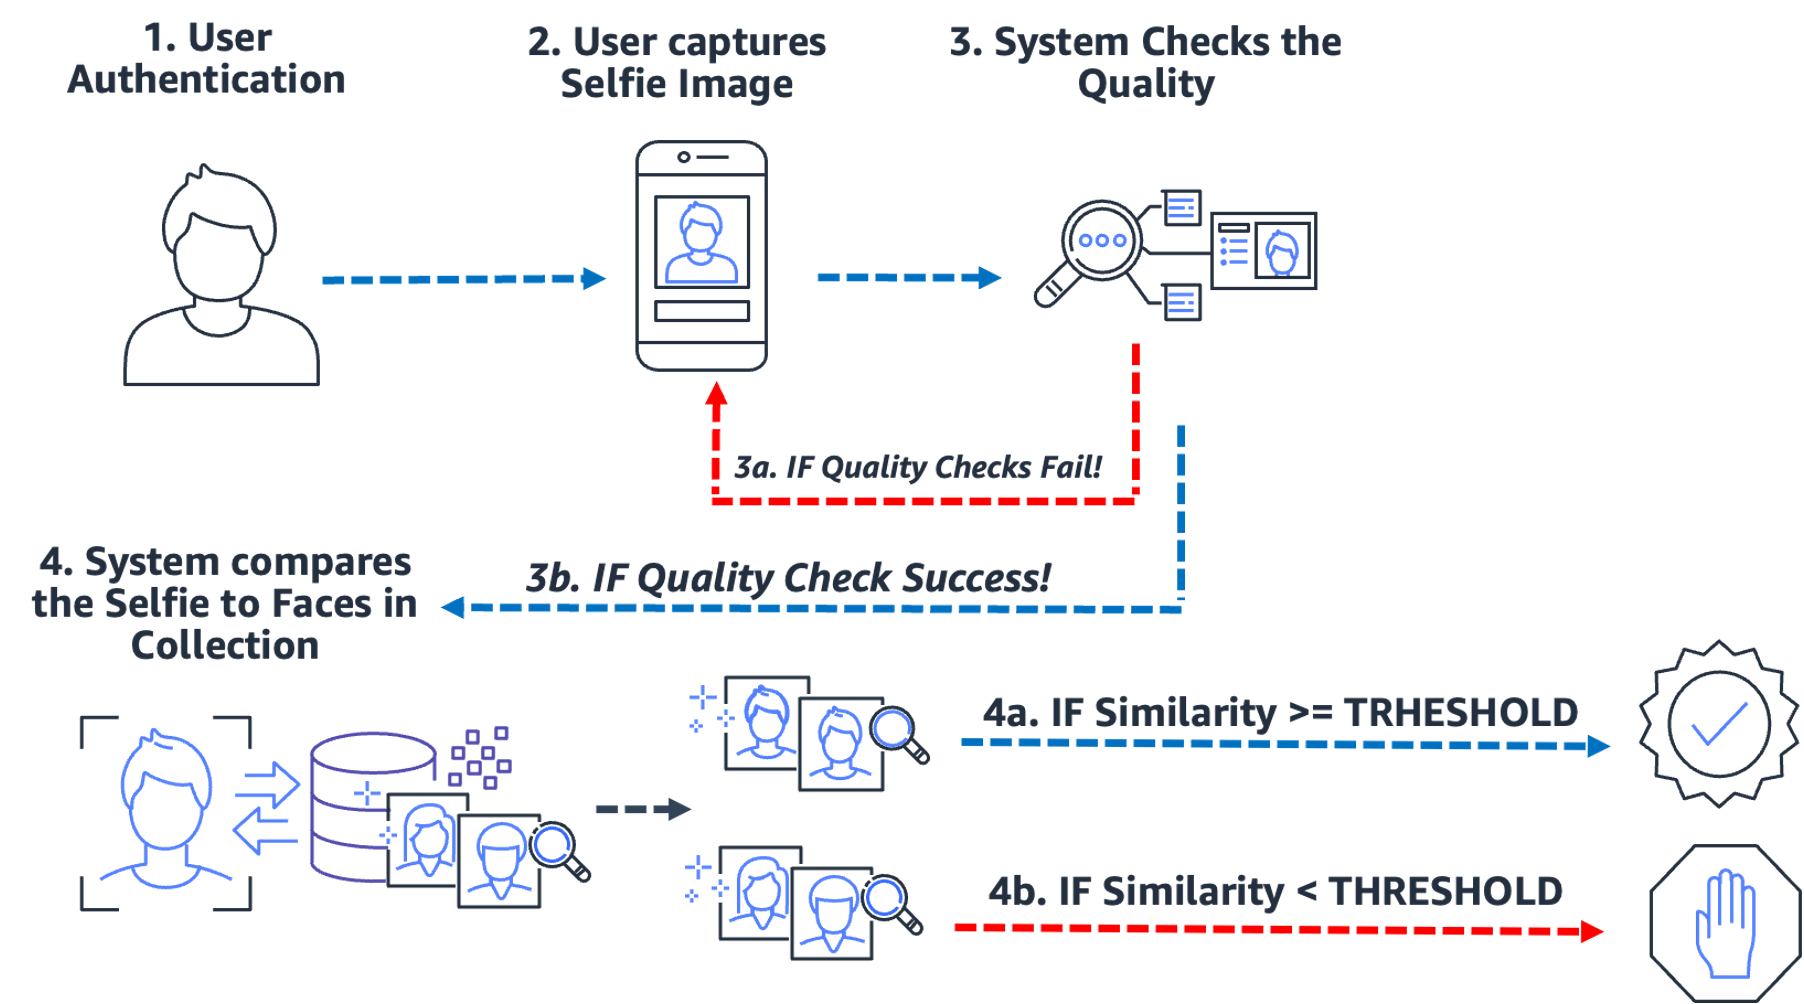 1. User
Authentication
2. User captures
Selfie Image
3. System Checks the
Quality
3a. IF Quality Checks Fail!
3b. IF Quality Check Success!
4. System compares
the Selfie to Faces in
Collection
4a. IF Similarity >= TRHESHOLD
4b. IF Similarity < THRESHOLD